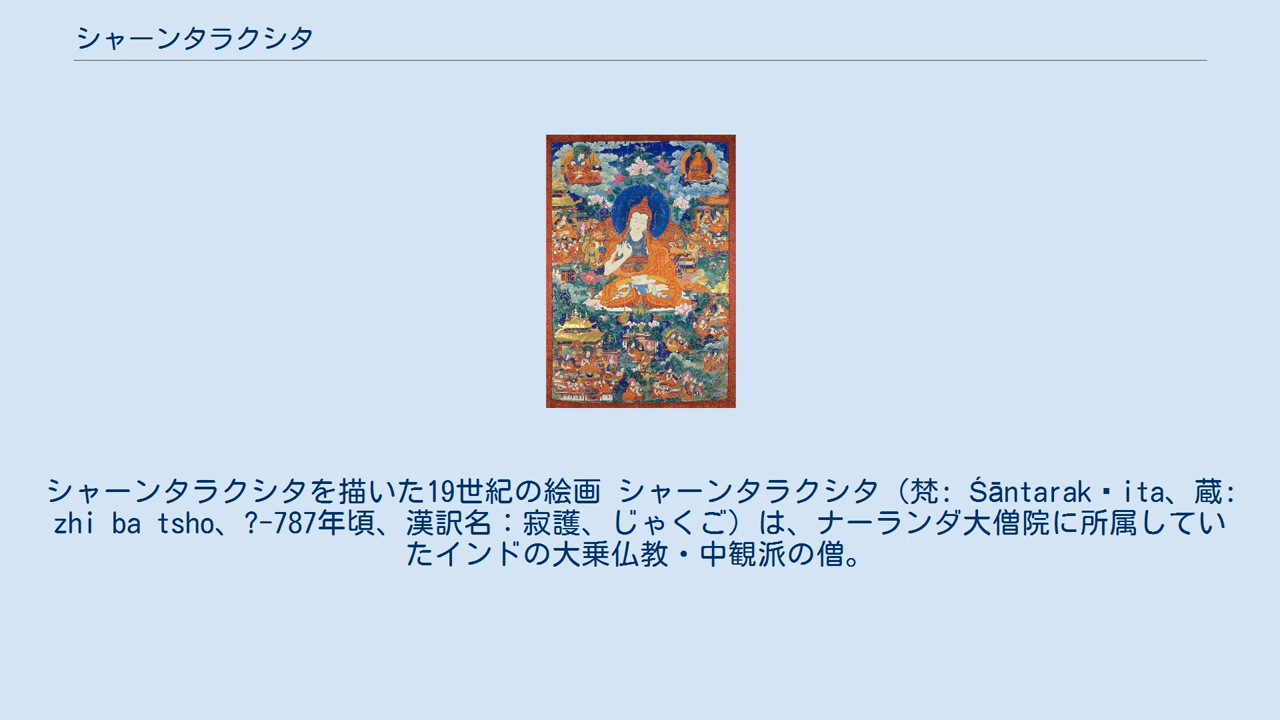 シャーンタラクシタ
シャーンタラクシタを描いた19世紀の絵画 シャーンタラクシタ（梵: Śāntarak▪ita、蔵:
zhi ba tsho、?-787年頃、漢訳名：寂護、じゃくご）は、ナーランダ大僧院に所属してい
たインドの大乗仏教・中観派の僧。